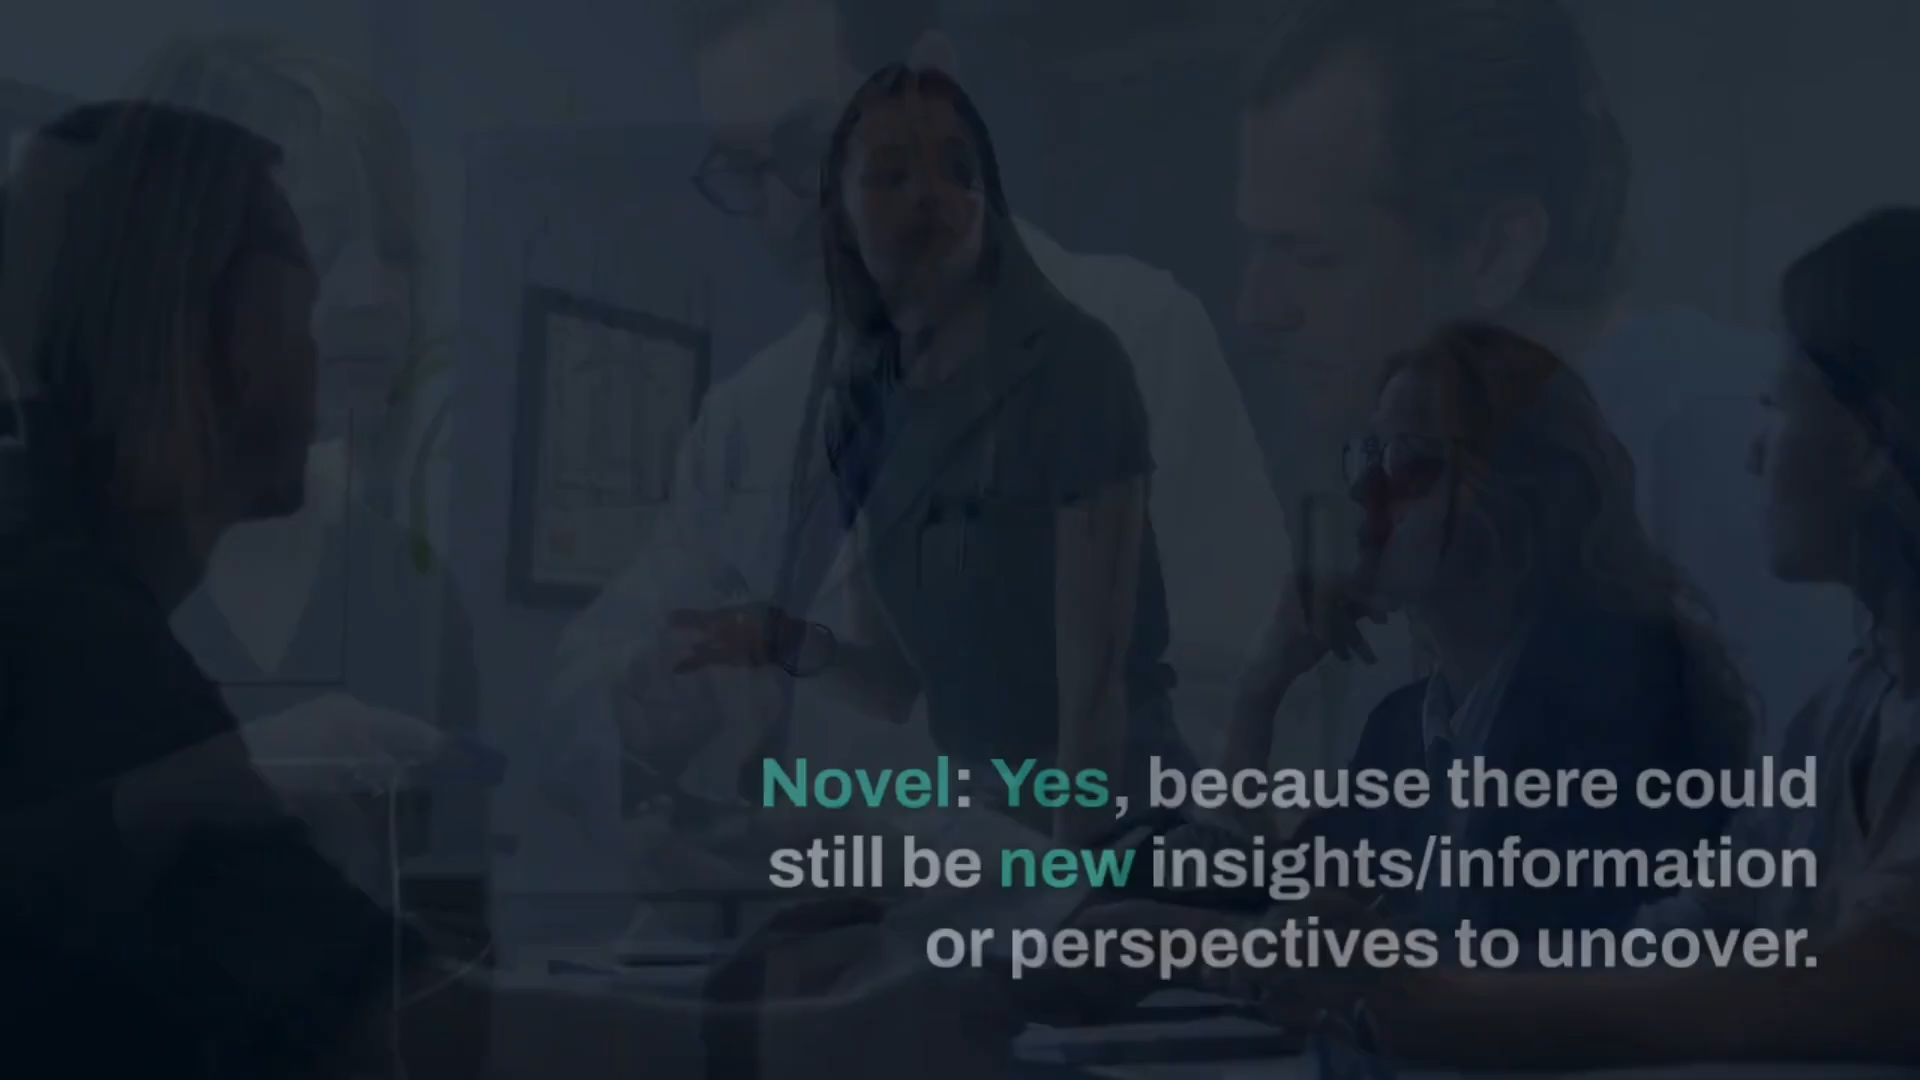 Novel: Yes, because there could
still be new insights/information
or perspectives to uncover.